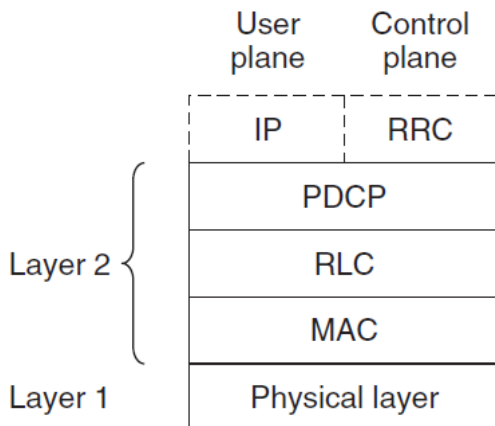 User plane
Control plane
IP
RRC
PDCP
Layer 2
RLC
MAC
Layer 1
Physical layer